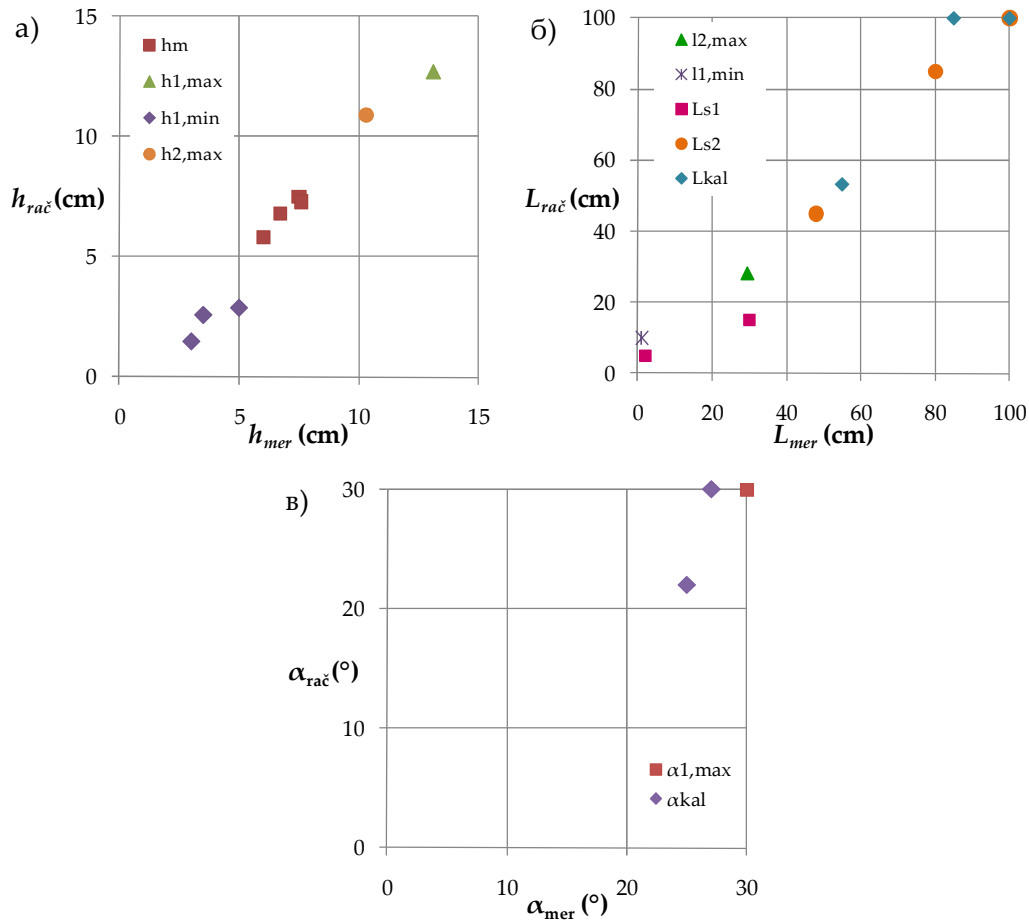 а)
15
10
5
0
0
5
10
15
hm
h1,max
h1,min
h2,max
hrač (cm)
hmer (cm)
б)
100
80
60
40
20
0
0
20
40
60
80
100
l2,max
l1,min
Ls1
Ls2
Lkal
Lrač (cm)
Lmer (cm)
в)
30
20
10
0
0
10
20
30
α1,max
αkal
αrač (°)
αmer (°)